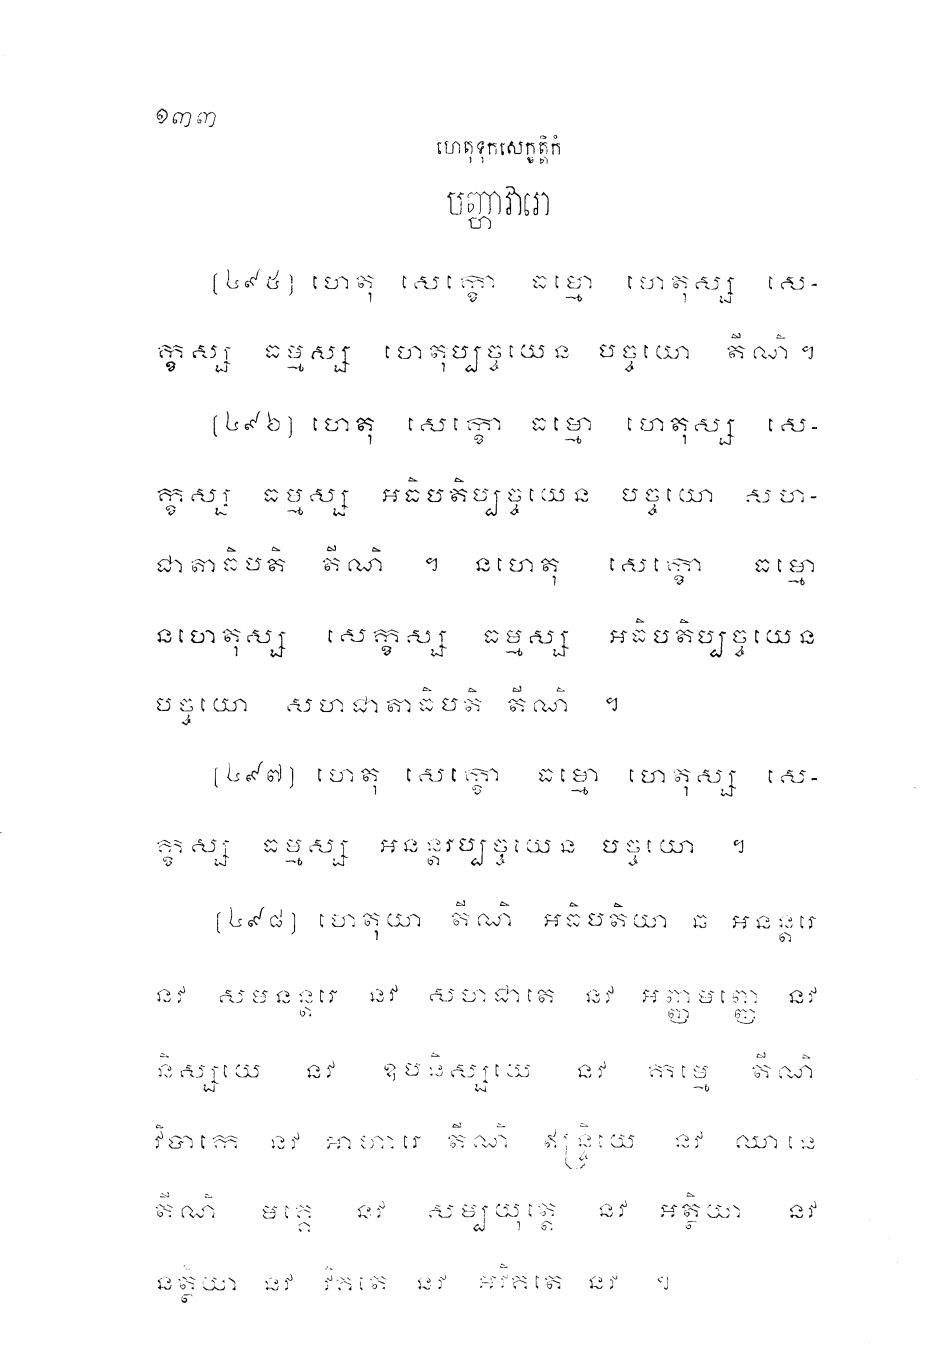 ១៣៣
ហេតុទុកសេក្ខត្តិកំ
បញ្ហាវារោ
[៤៩៥] ហេតុ សេក្ខោ ធម្មោ ហេតុស្ស សេ-
ក្ខស្ស ធម្មស្ស ហេតុប្បច្ចយេន បច្ចយោ តីណិ ។
[៤៩៦] ហេតុ សេក្ខោ ធម្មោ ហេតុស្ស សេ-
ក្ខស្ស ធម្មស្ស អធិបតិប្បច្ចយេន បច្ចយោ សហ-
ជាតាធិបតិ តីណិ ។ នហេតុ សេក្ខោ ធម្មោ
នហេតុស្ស សេក្ខស្ស ធម្មស្ស អធិបតិប្បច្ចយេន
បច្ចយោ សហជាតាធិបតិ តីណិ ។
[៤៩៧] ហេតុ សេក្ខោ ធម្មោ ហេតុស្ស សេ-
ក្ខស្ស ធម្មស្ស អនន្តរប្បច្ចយេន បច្ចយោ ។
[៤៩៨] ហេតុយា តីណិ អធិបតិយា ឆ អនន្តរេ
នវ សមនន្តរេ នវ សហជាតេ នវ អញ្ញមញ្ញេ នវ
និស្សយេ នវ ឧបនិស្សយេ នវ កម្មេ តីណិ
វិបាកេ នវ អាហារេ តីណិ ឥន្ទ្រិយេ នវ ឈានេ
តីណិ មគ្គេ នវ សម្បយុត្តេ នវ អត្ថិយា នវ
នត្ថិយា នវ វិគតេ នវ អវិគតេ នវ ។